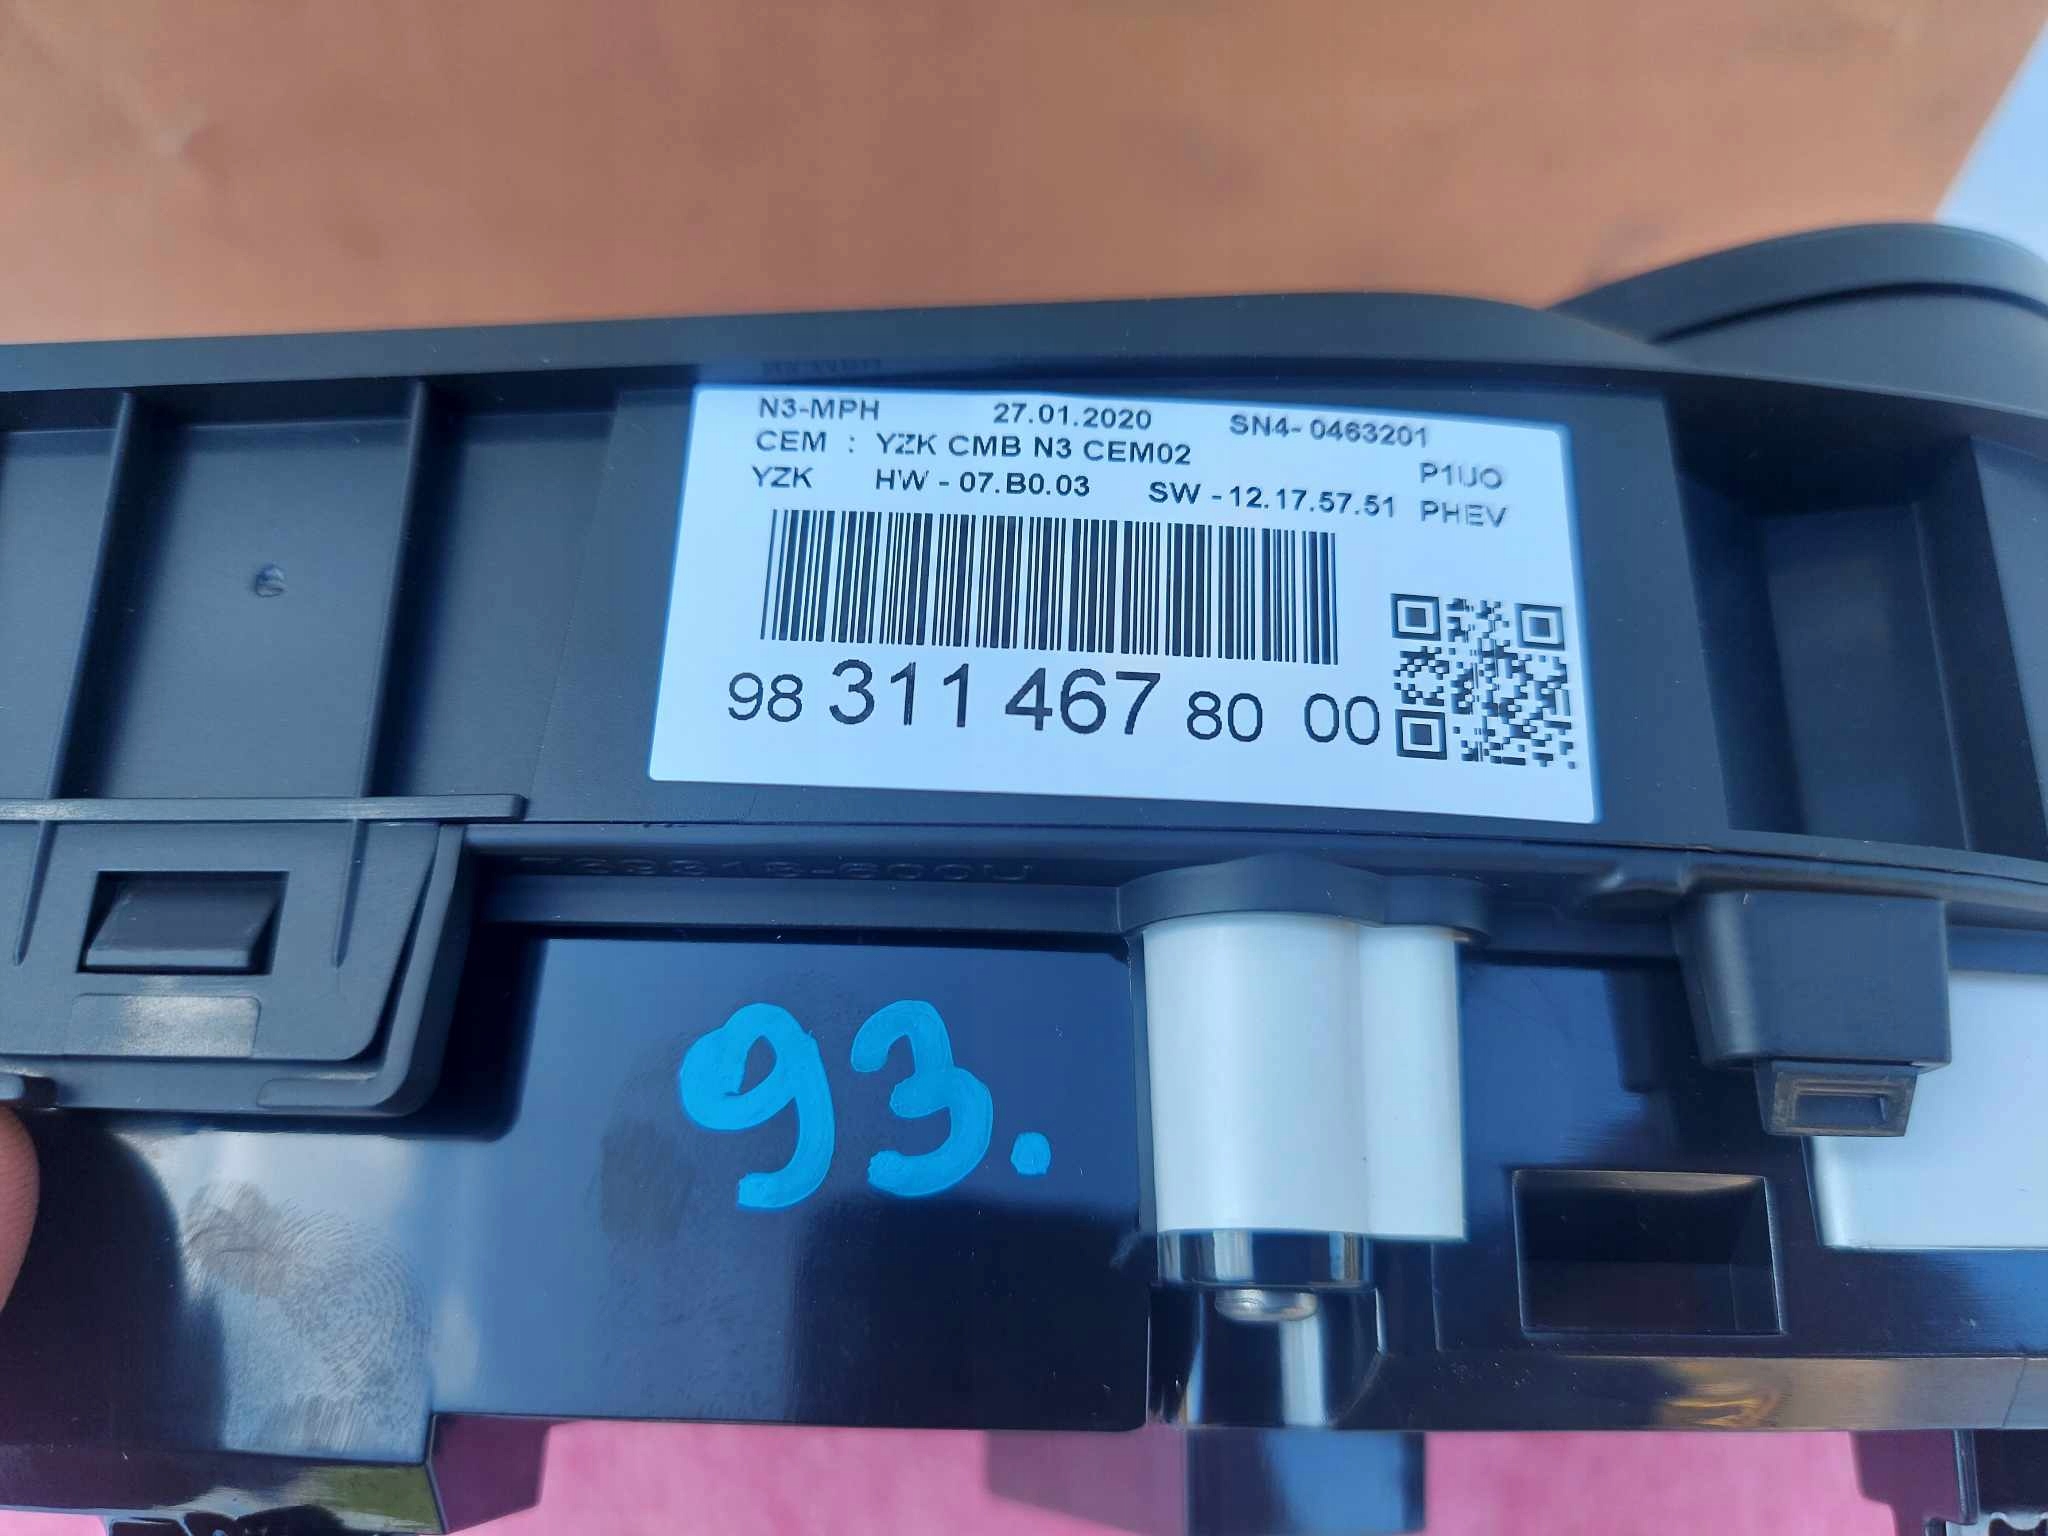 N3-MPH 27.01.2020 SN4-0463201
CEM : YZK CMB N3 CEM02 P1UO
YZK HW - 07.B0.03 SW - 12.17.57.51 PHEV
98 311 467 80 00
93.